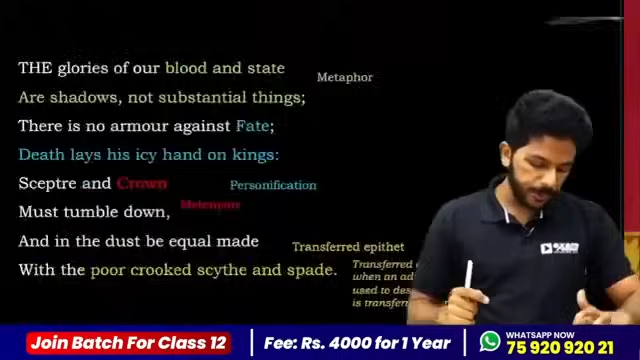 THE glories of our blood and state
Metaphor
Are shadows, not substantial things;
There is no armour against Fate;
Death lays his icy hand on kings:
Sceptre and Crown
Personification
Must tumble down,
And in the dust be equal made
Transferred epithet
With the poor crooked scythe and spade.
Transferred
when an
used to
is
Join Batch For Class 12
Fee: Rs. 4000 for 1 Year
WHATSAPP NOW
75 920 920 21